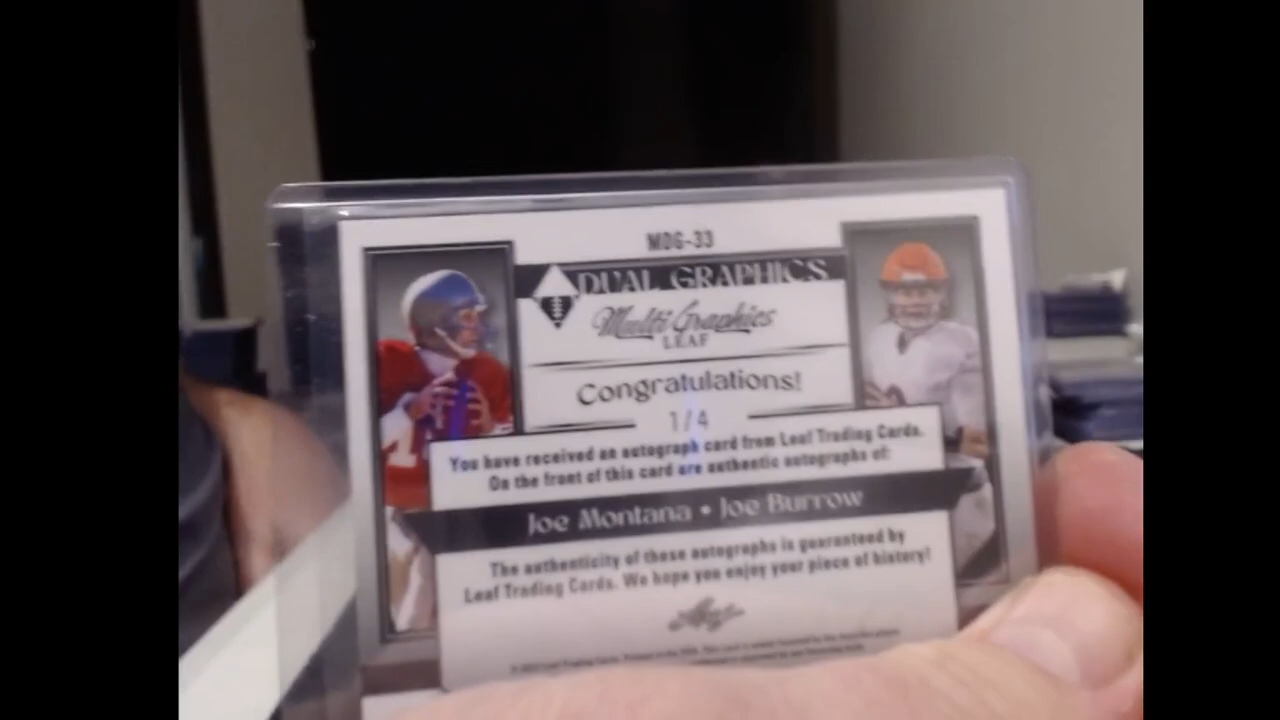 MDG-33
DUAL GRAPHICS
Multi Graphics
LEAF
Congratulations!
1/4
You have received an autograph card from Leaf Trading Cards.
On the front of this card are authentic autographs of:
Joe Montana • Joe Burrow
The authenticity of these autographs is guaranteed by
Leaf Trading Cards. We hope you enjoy your piece of history!
Leaf